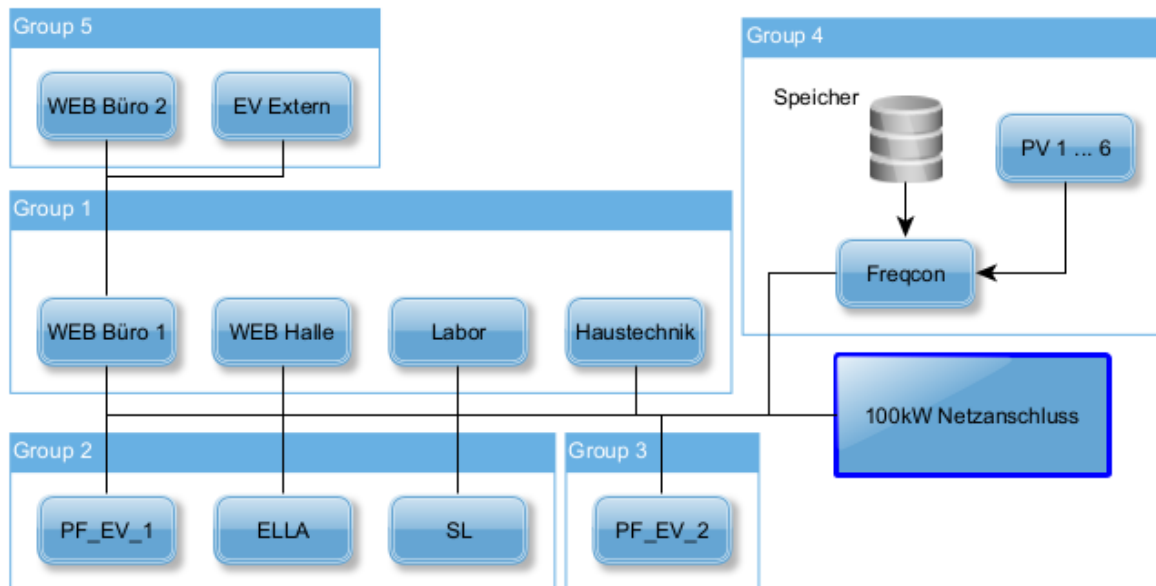 Group 5
WEB Büro 2
EV Extern
Group 4
Speicher
PV 1 ... 6
Freqcon
Group 1
WEB Büro 1
WEB Halle
Labor
Haustechnik
100kW Netzanschluss
Group 2
PF_EV_1
ELLA
SL
Group 3
PF_EV_2